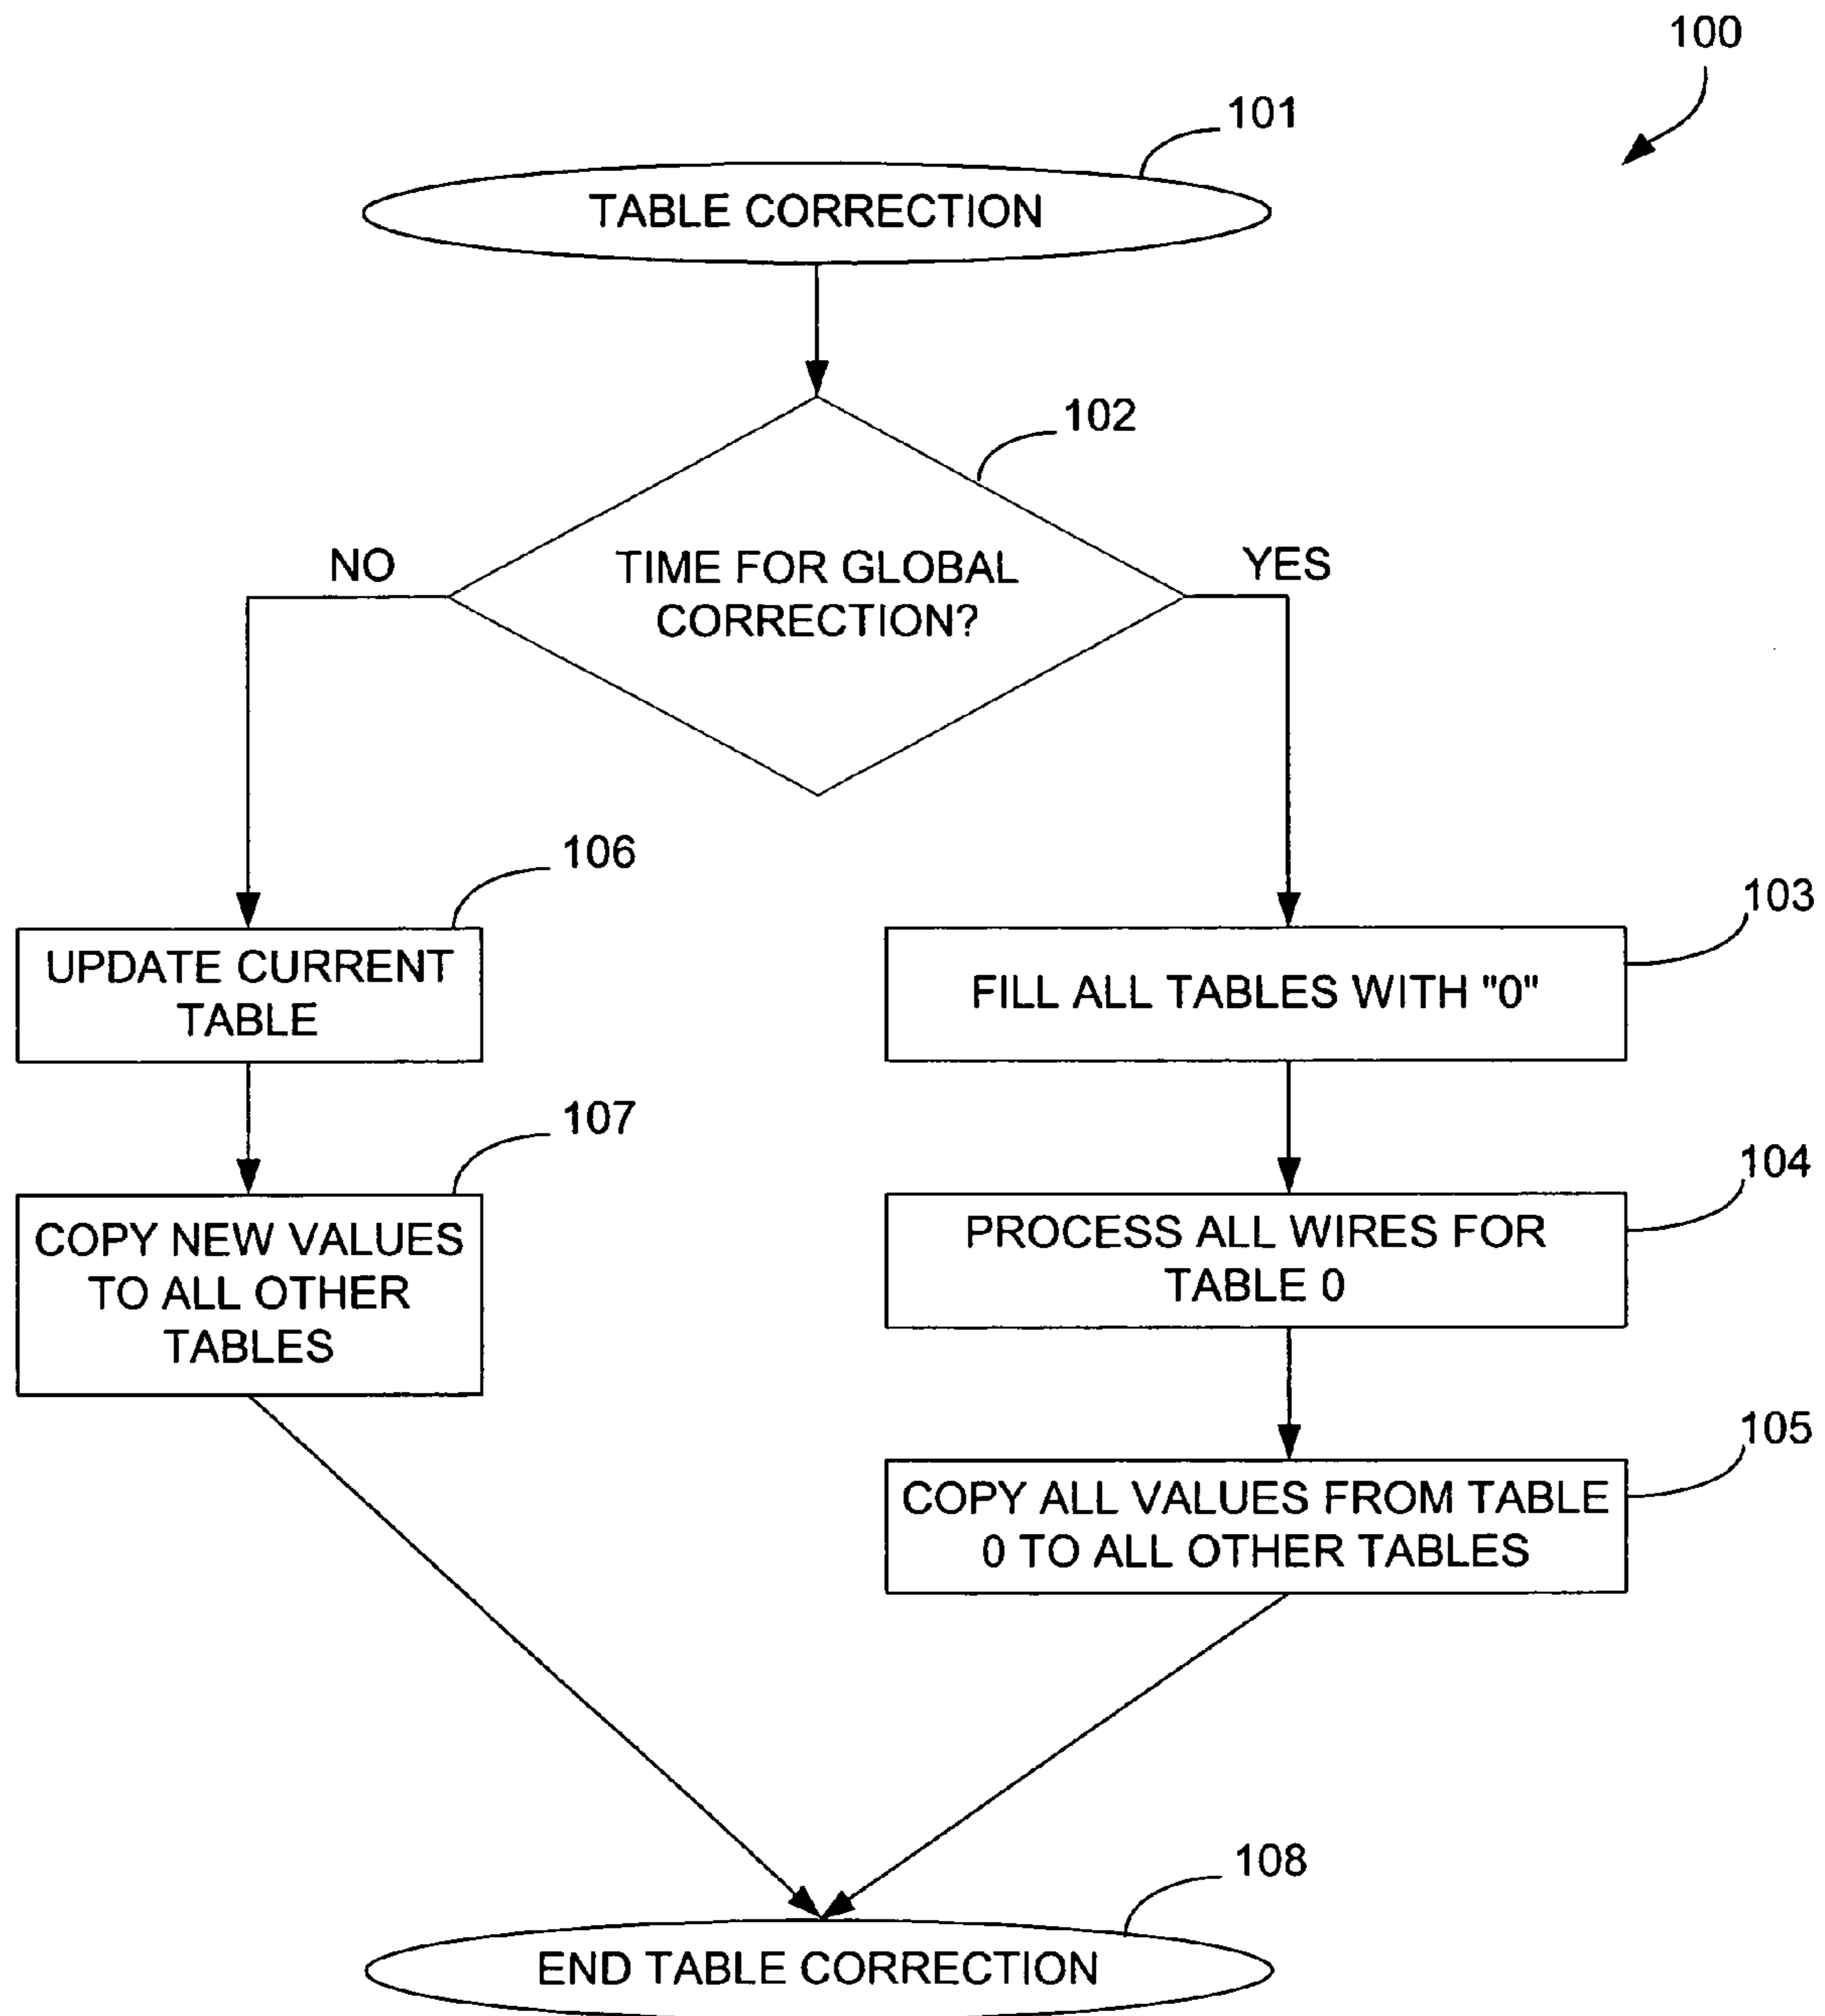 100
101
TABLE CORRECTION
102
NO
TIME FOR GLOBAL
CORRECTION?
YES
106
UPDATE CURRENT
TABLE
103
FILL ALL TABLES WITH "0"
107
COPY NEW VALUES
TO ALL OTHER
TABLES
104
PROCESS ALL WIRES FOR
TABLE 0
105
COPY ALL VALUES FROM TABLE
0 TO ALL OTHER TABLES
108
END TABLE CORRECTION